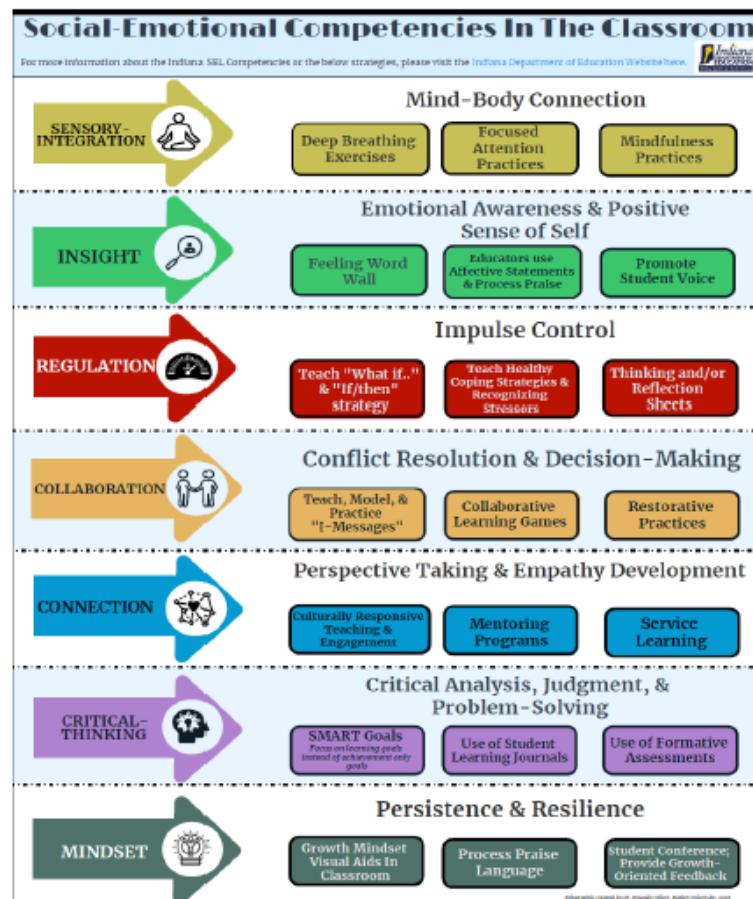 Social-Emotional Competencies In The Classroom
For more information about the Indiana SEL Competencies or the below strategies, please visit the Indiana Department of Education Website here.
Indiana
SENSORY-
INTEGRATION
Mind-Body Connection
Deep Breathing
Exercises
Focused
Attention
Practices
Mindfulness
Practices
INSIGHT
Emotional Awareness & Positive
Sense of Self
Feeling Word
Wall
Educators use
Affective Statements
& Process Praise
Promote
Student Voice
REGULATION
Impulse Control
Teach "What if.."
& "If/then"
strategy
Teach Healthy
Coping Strategies &
Recognizing
Stressors
Thinking and/or
Reflection
Sheets
COLLABORATION
Conflict Resolution & Decision-Making
Teach, Model, &
Practice
"I-Messages"
Collaborative
Learning Games
Restorative
Practices
CONNECTION
Perspective Taking & Empathy Development
Culturally Responsive
Teaching &
Engagement
Mentoring
Programs
Service
Learning
CRITICAL-
THINKING
Critical Analysis, Judgment, &
Problem-Solving
SMART Goals
Focus on learning goals
instead of achievement only
goals
Use of Student
Learning Journals
Use of Formative
Assessments
MINDSET
Persistence & Resilience
Growth Mindset
Visual Aids In
Classroom
Process Praise
Language
Student Conference;
Provide Growth-
Oriented Feedback